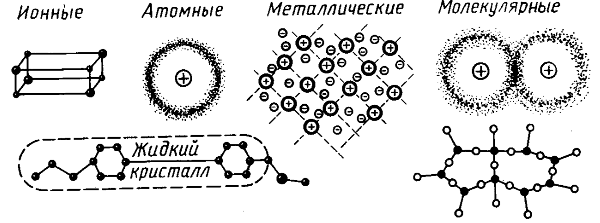 Ионные Атомные Металлические Молекулярные
Жидкий
кристалл